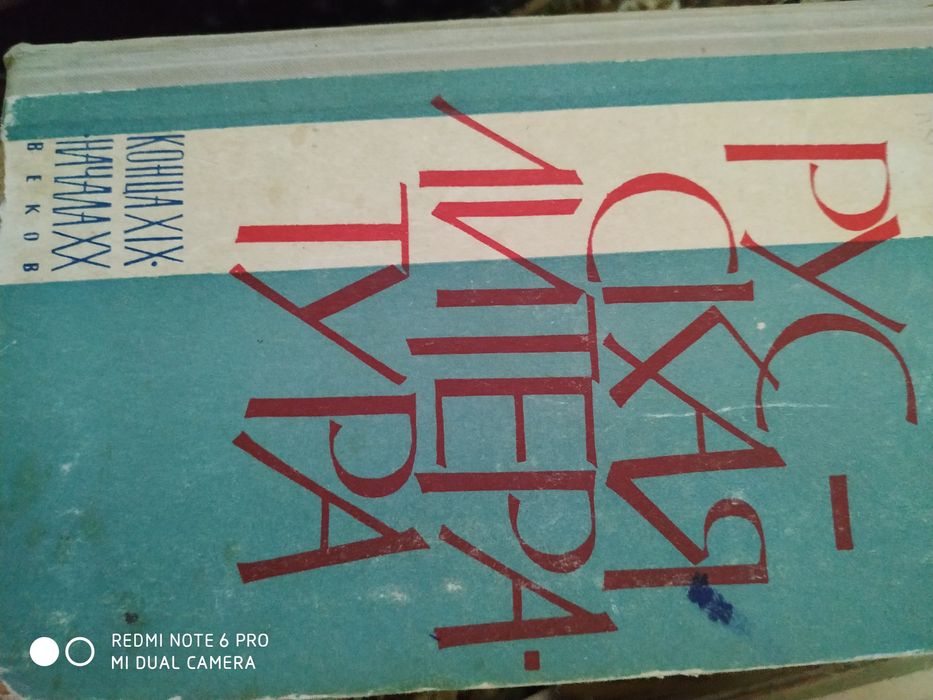 РУС-
СКАЯ
ЛИТЕРА-
ТУРА
КОНЦА XIX-
НАЧАЛА XX
ВЕКОВ
REDMI NOTE 6 PRO
MI DUAL CAMERA